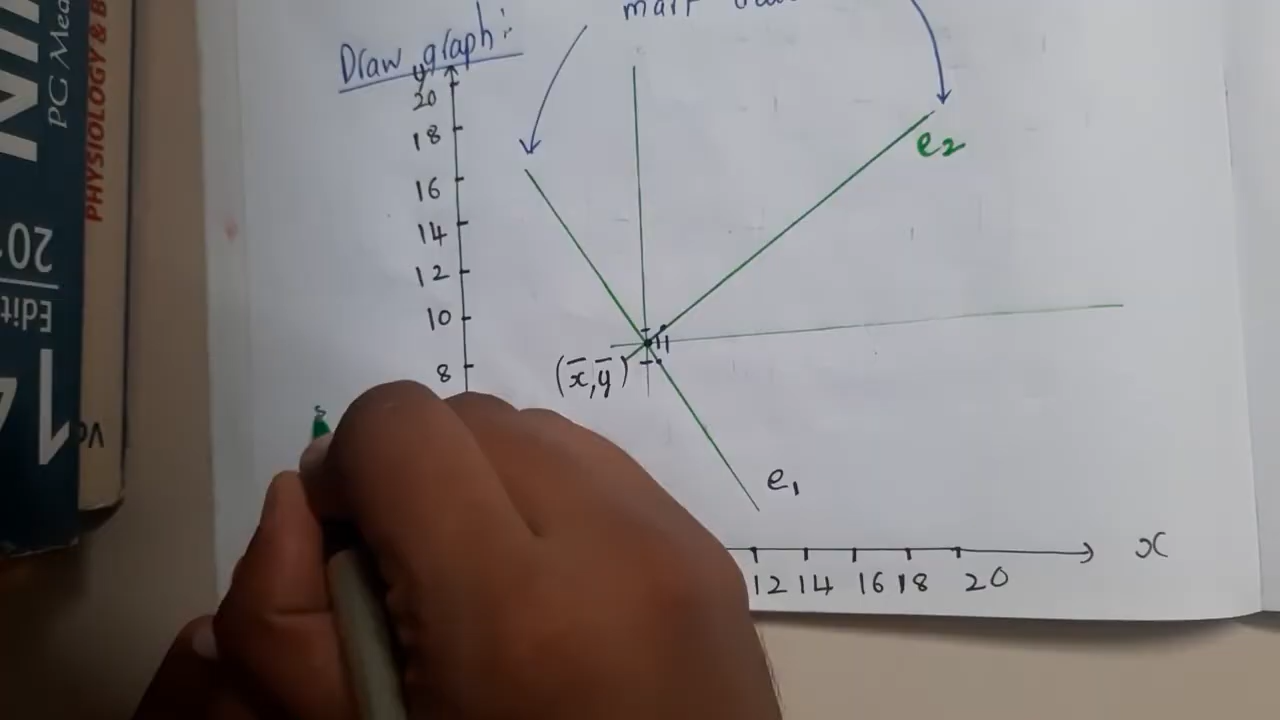 Draw graph:
y
20
18
16
14
12
10
8
e2
(x̄, ȳ)
e₁
12 14 16 18 20
x
PG Med
PHYSIOLOGY & B
Editi